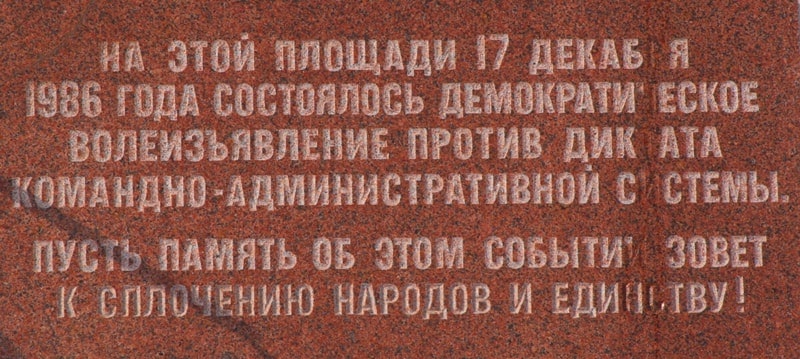 НА ЭТОЙ ПЛОЩАДИ 17 ДЕКАБРЯ
1986 ГОДА СОСТОЯЛОСЬ ДЕМОКРАТИЧЕСКОЕ
ВОЛЕИЗЪЯВЛЕНИЕ ПРОТИВ ДИКТАТА
КОМАНДНО-АДМИНИСТРАТИВНОЙ СИСТЕМЫ.
ПУСТЬ ПАМЯТЬ ОБ ЭТОМ СОБЫТИИ ЗОВЕТ
К СПЛОЧЕНИЮ НАРОДОВ И ЕДИНСТВУ!